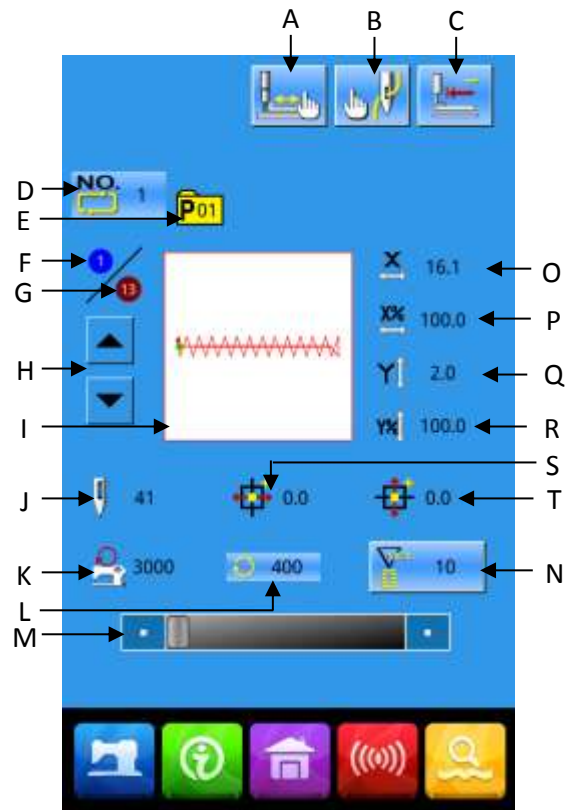 A B C
D NO. 1
E P01
F 1
G 13
X 16.1 O
X% 100.0 P
H
Y 2.0 Q
I Y% 100.0 R
S
J 41 0.0 0.0 T
K 3000 400 10 N
L
M